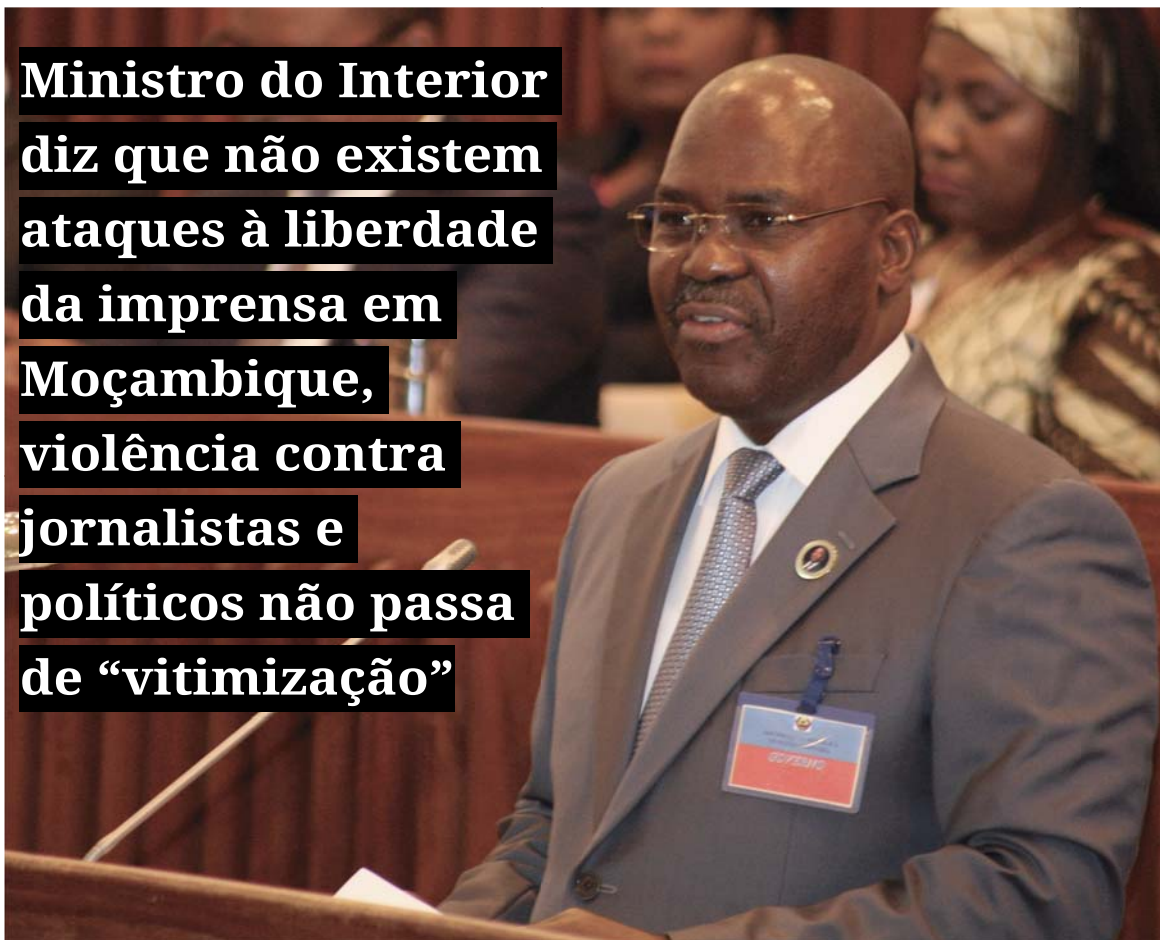 Ministro do Interior
diz que não existem
ataques à liberdade
da imprensa em
Moçambique,
violência contra
jornalistas e
políticos não passa
de “vitimização”
GOVERNO